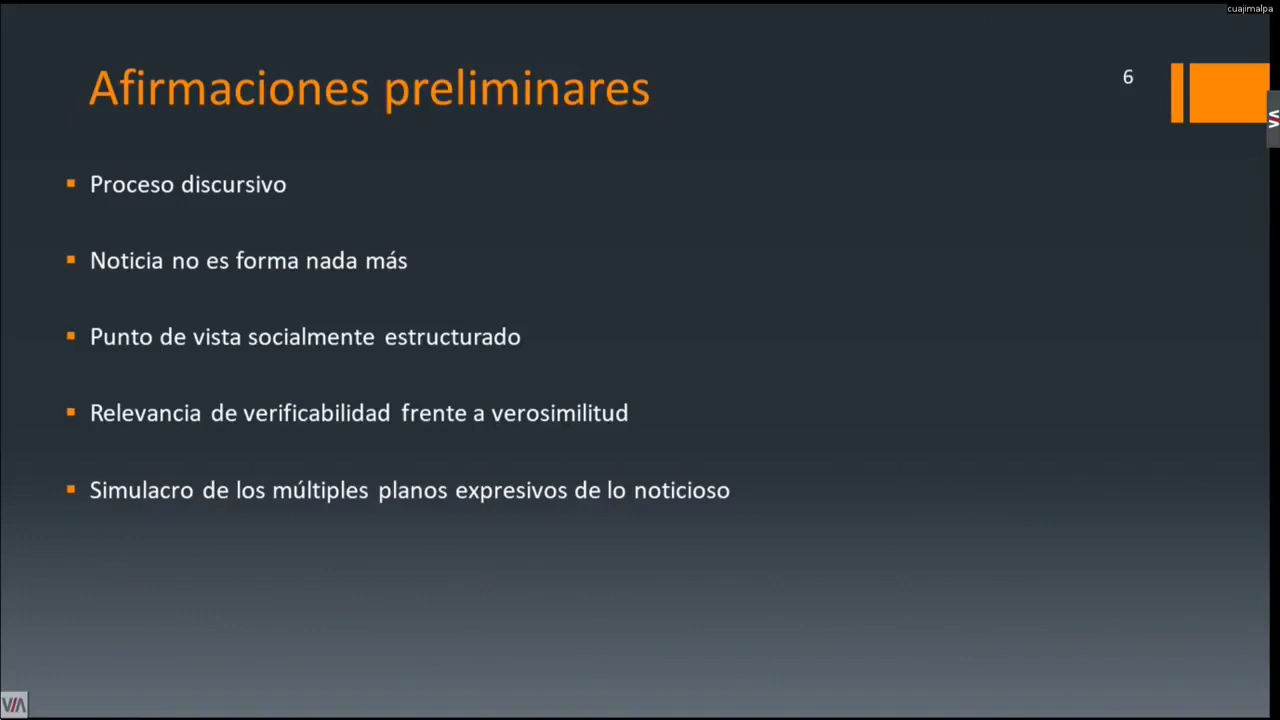 cuajimalpa
Afirmaciones preliminares
6
Proceso discursivo
Noticia no es forma nada más
Punto de vista socialmente estructurado
Relevancia de verificabilidad frente a verosimilitud
Simulacro de los múltiples planos expresivos de lo noticioso
VIA